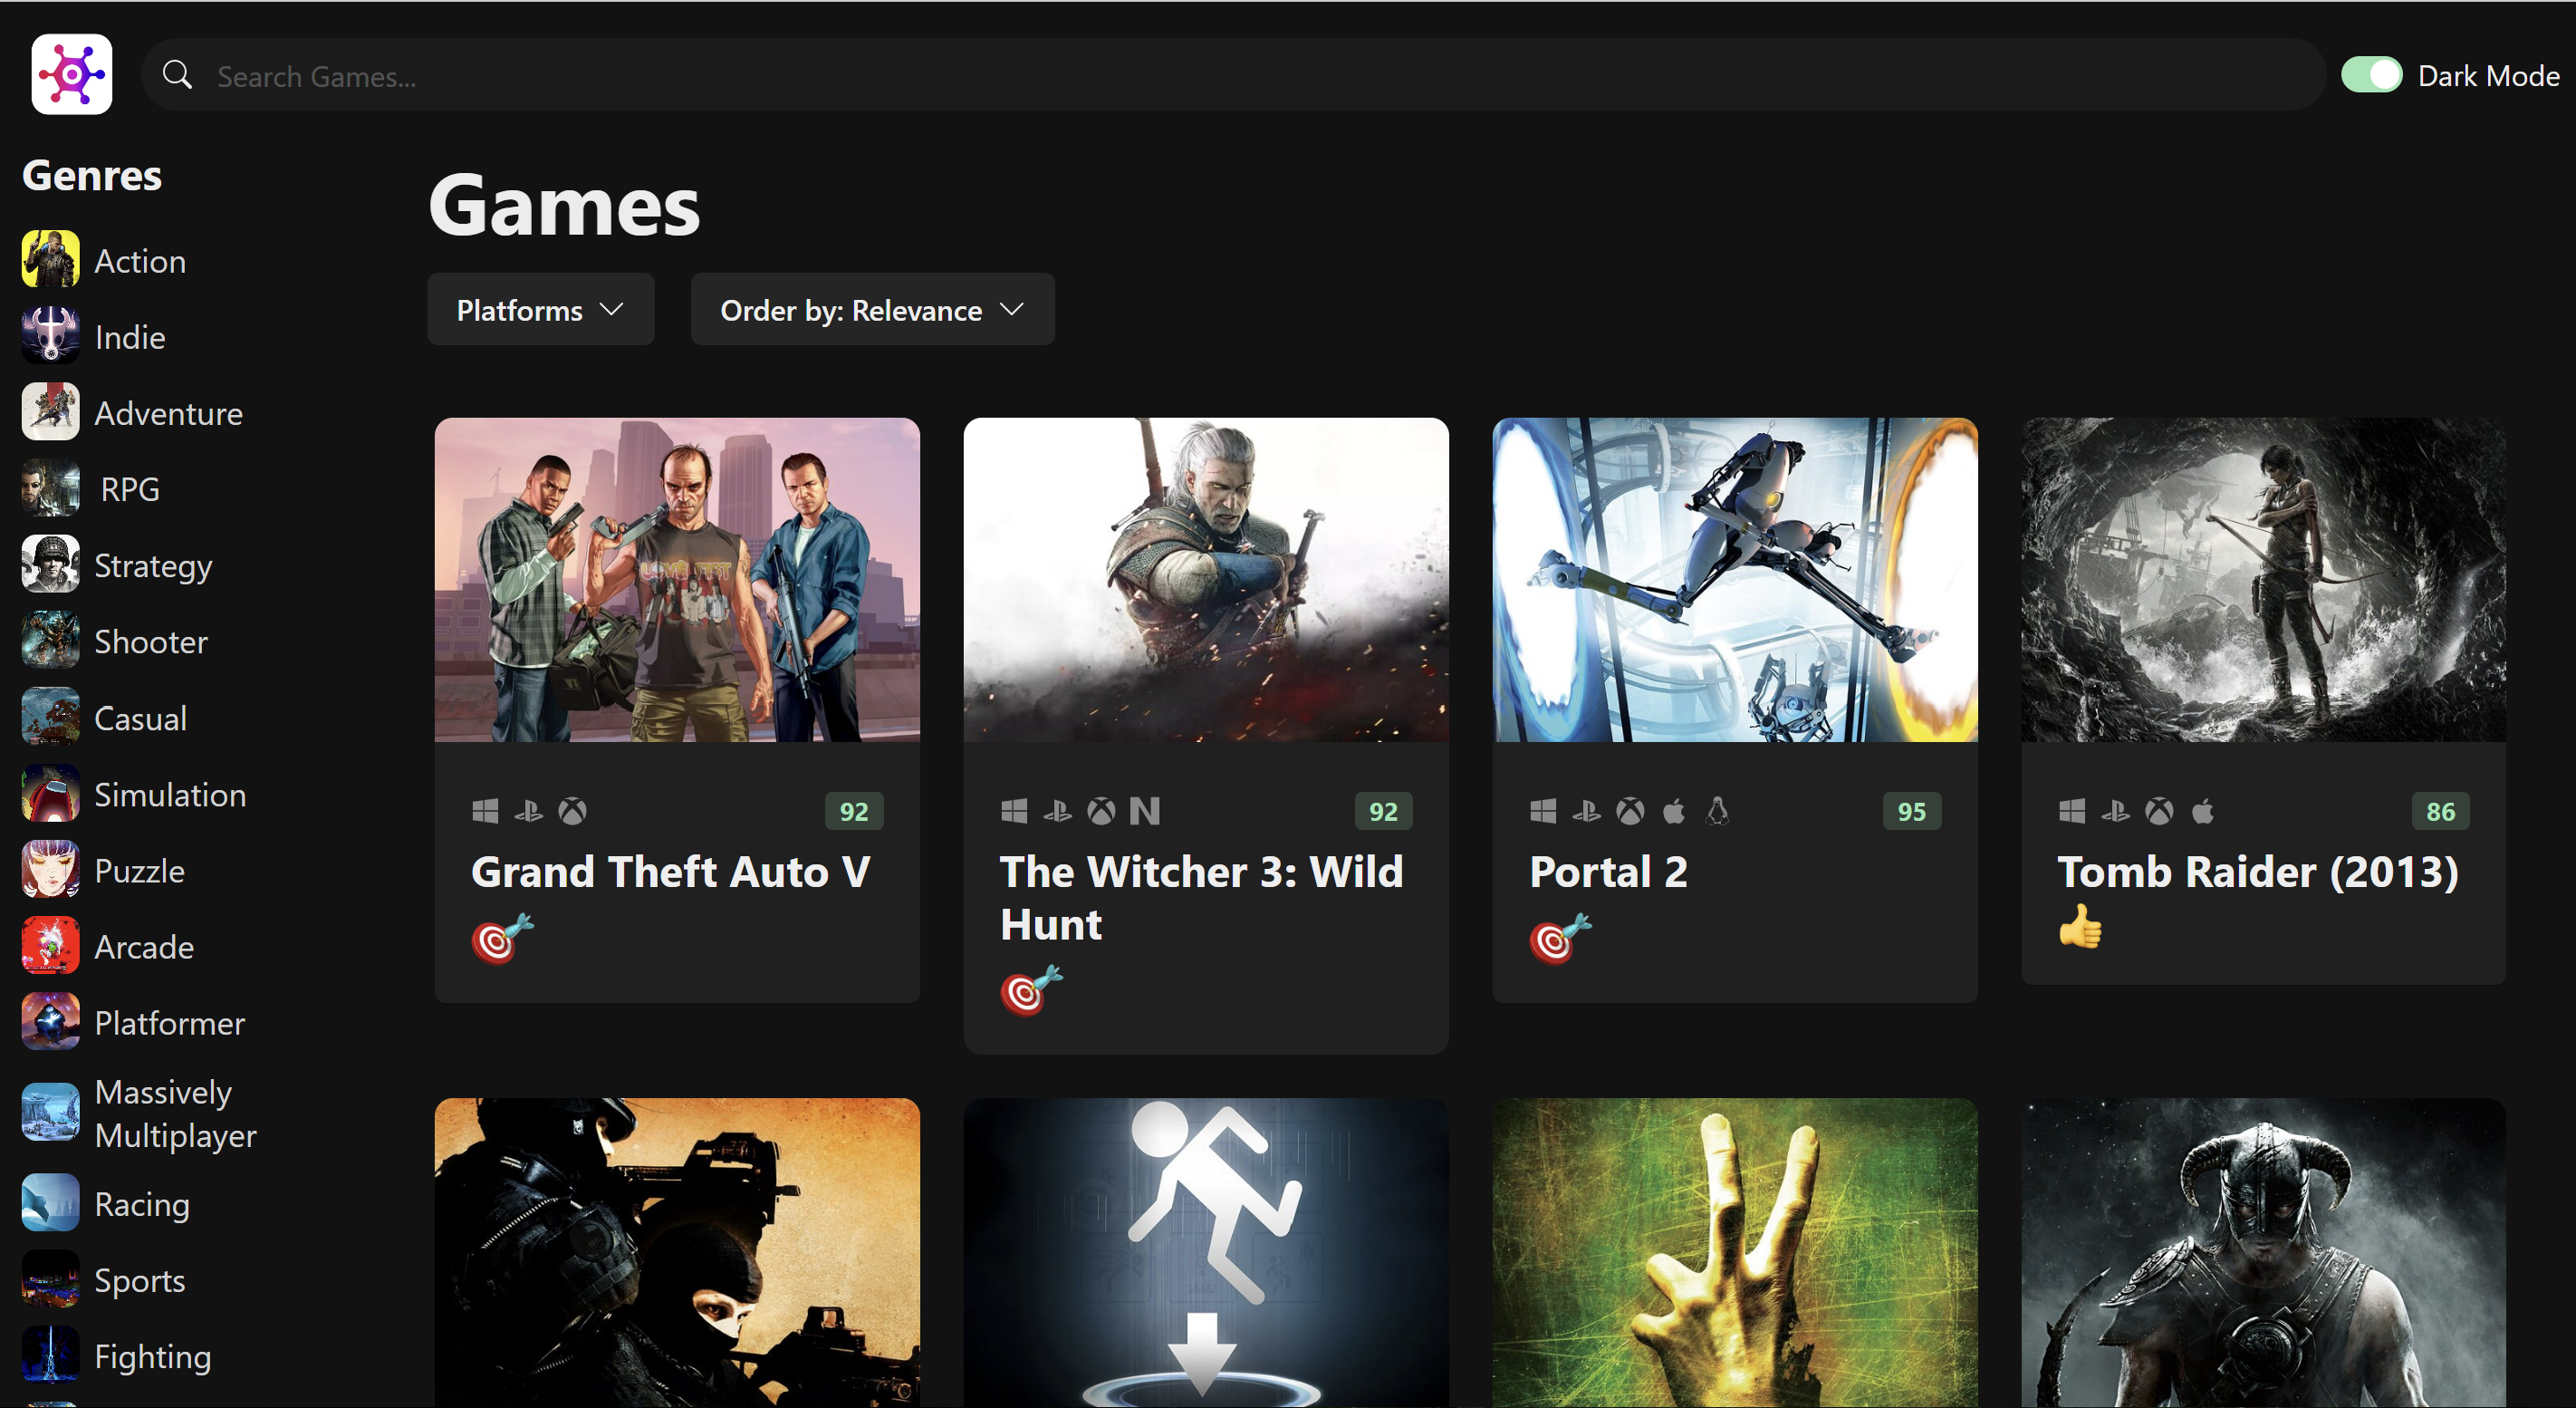 Search Games...
Dark Mode
Genres
Action
Indie
Adventure
RPG
Strategy
Shooter
Casual
Simulation
Puzzle
Arcade
Platformer
Massively
Multiplayer
Racing
Sports
Fighting
Games
Platforms
Order by: Relevance
92
Grand Theft Auto V
92
The Witcher 3: Wild
Hunt
95
Portal 2
86
Tomb Raider (2013)